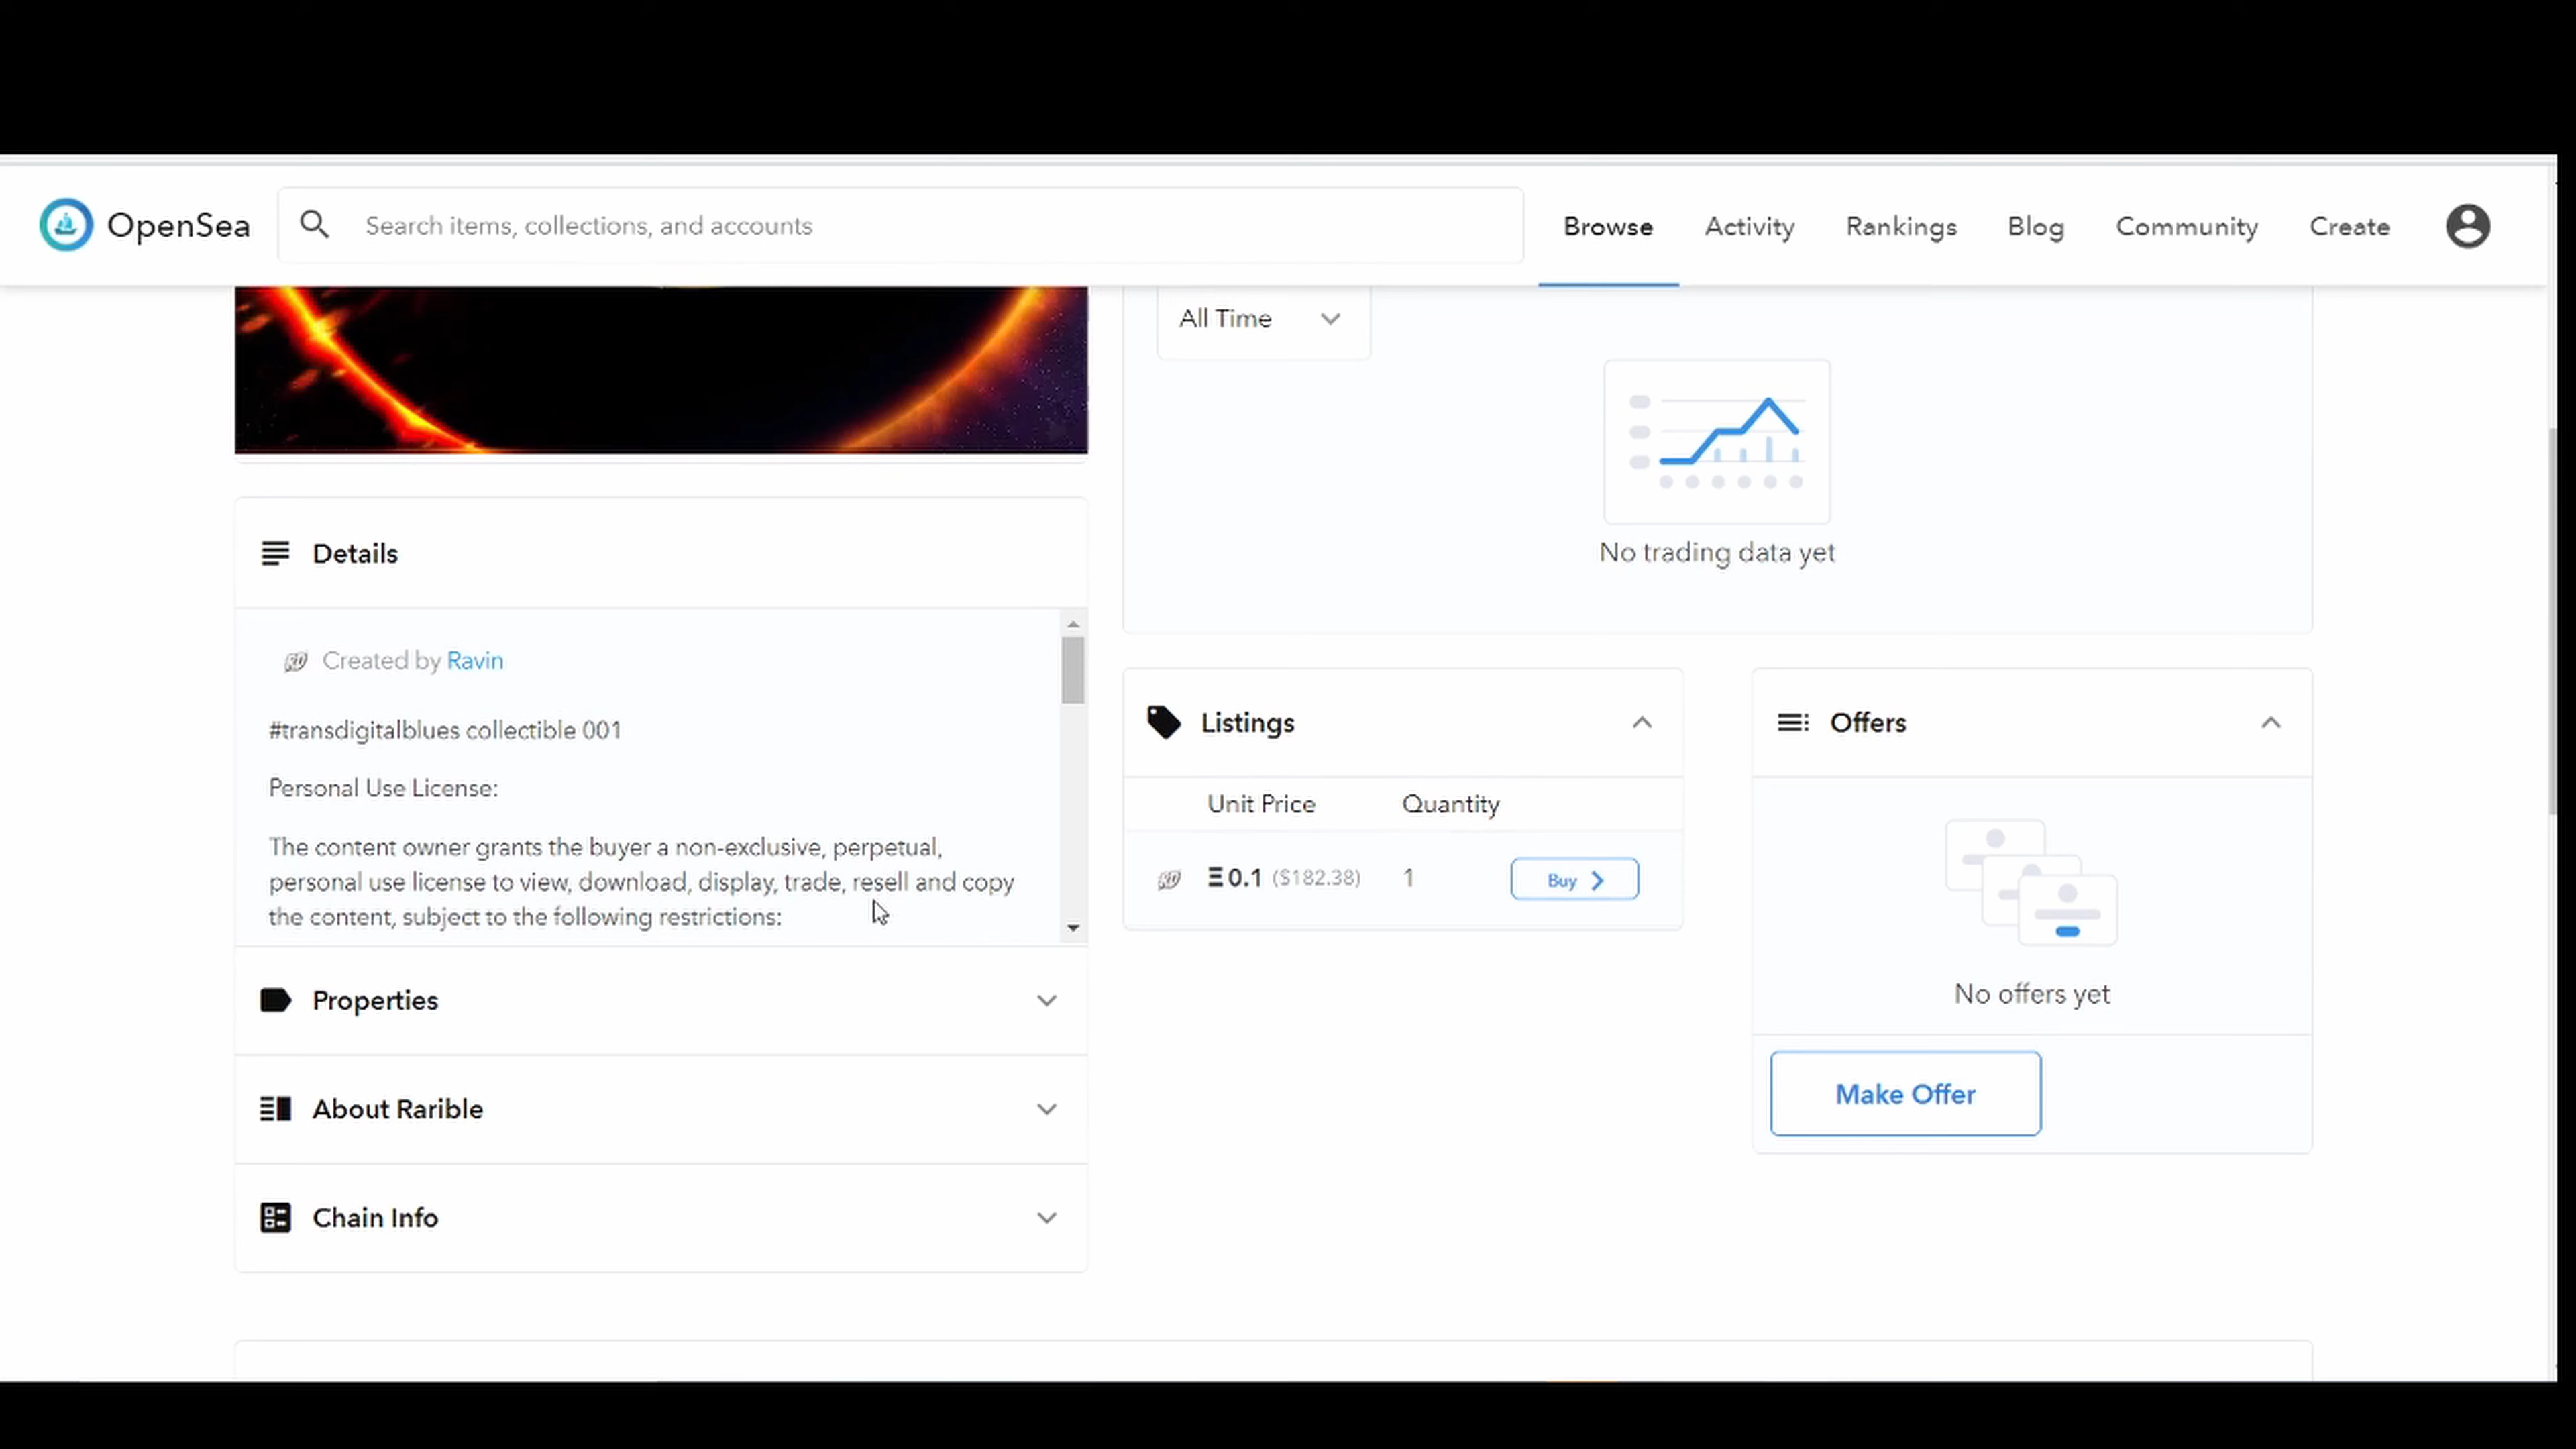 OpenSea
Search items, collections, and accounts
Browse
Activity
Rankings
Blog
Community
Create
All Time
No trading data yet
Details
Created by Ravin
#transdigitalblues collectible 001
Personal Use License:
The content owner grants the buyer a non-exclusive, perpetual,
personal use license to view, download, display, trade, resell and copy
the content, subject to the following restrictions:
Properties
About Rarible
Chain Info
Listings
Unit Price Quantity
0.1 ($182.38) 1 Buy
Offers
No offers yet
Make Offer